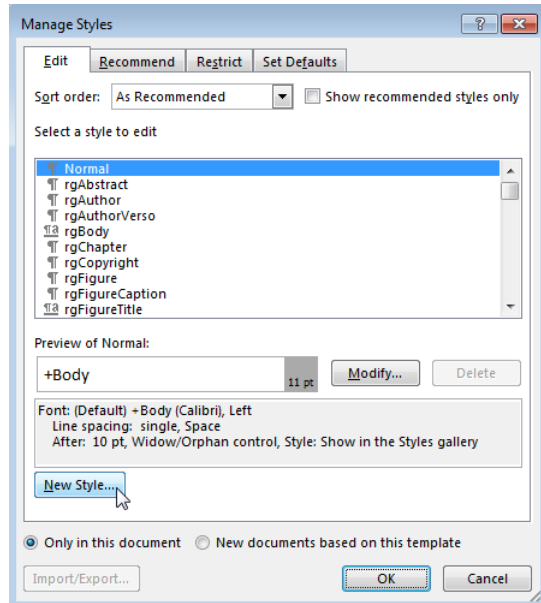 Manage Styles
Edit Recommend Restrict Set Defaults
Sort order: As Recommended Show recommended styles only
Select a style to edit
¶ Normal
¶ rgAbstract
¶ rgAuthor
¶ rgAuthorVerso
¶a rgBody
¶ rgChapter
¶ rgCopyright
¶ rgFigure
¶ rgFigureCaption
¶a rgFigureTitle
Preview of Normal:
+Body 11 pt Modify... Delete
Font: (Default) +Body (Calibri), Left
Line spacing: single, Space
After: 10 pt, Widow/Orphan control, Style: Show in the Styles gallery
New Style...
Only in this document New documents based on this template
Import/Export... OK Cancel